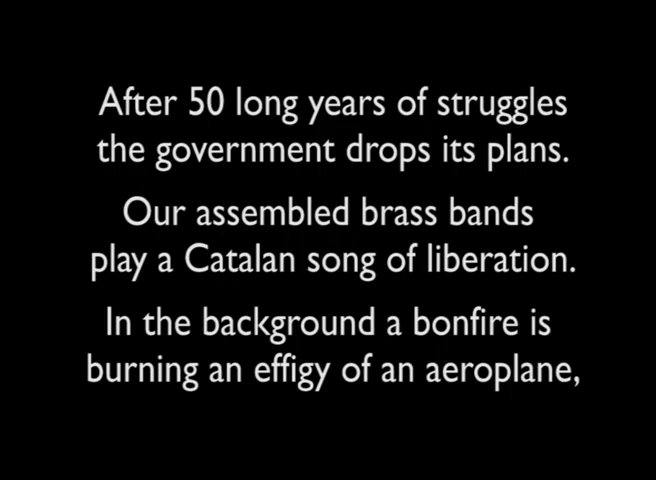 After 50 long years of struggles
the government drops its plans.
Our assembled brass bands
play a Catalan song of liberation.
In the background a bonfire is
burning an effigy of an aeroplane,